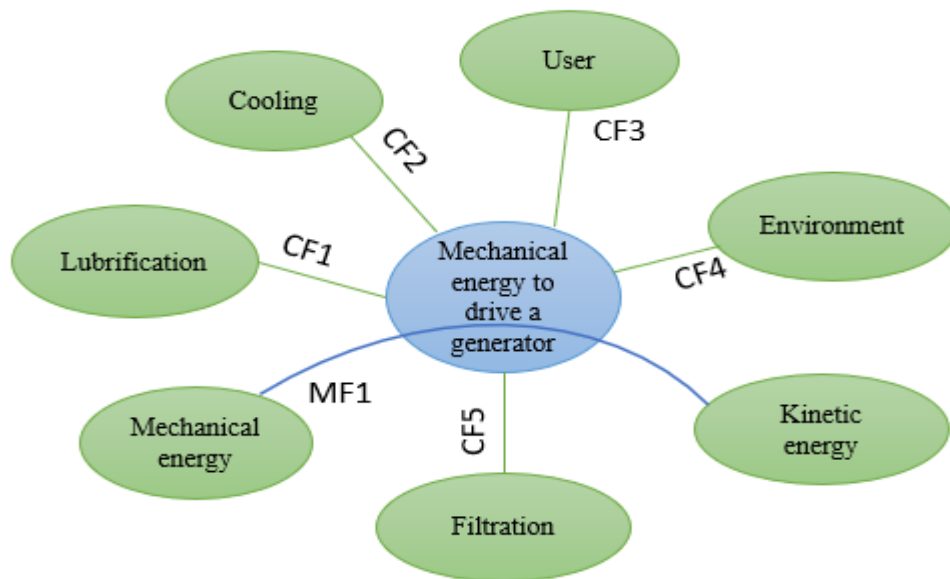 User
Cooling
CF3
CF2
Environment
Lubrification
CF1
Mechanical
energy to
drive a
generator
CF4
MF1
Mechanical
energy
CF5
Kinetic
energy
Filtration